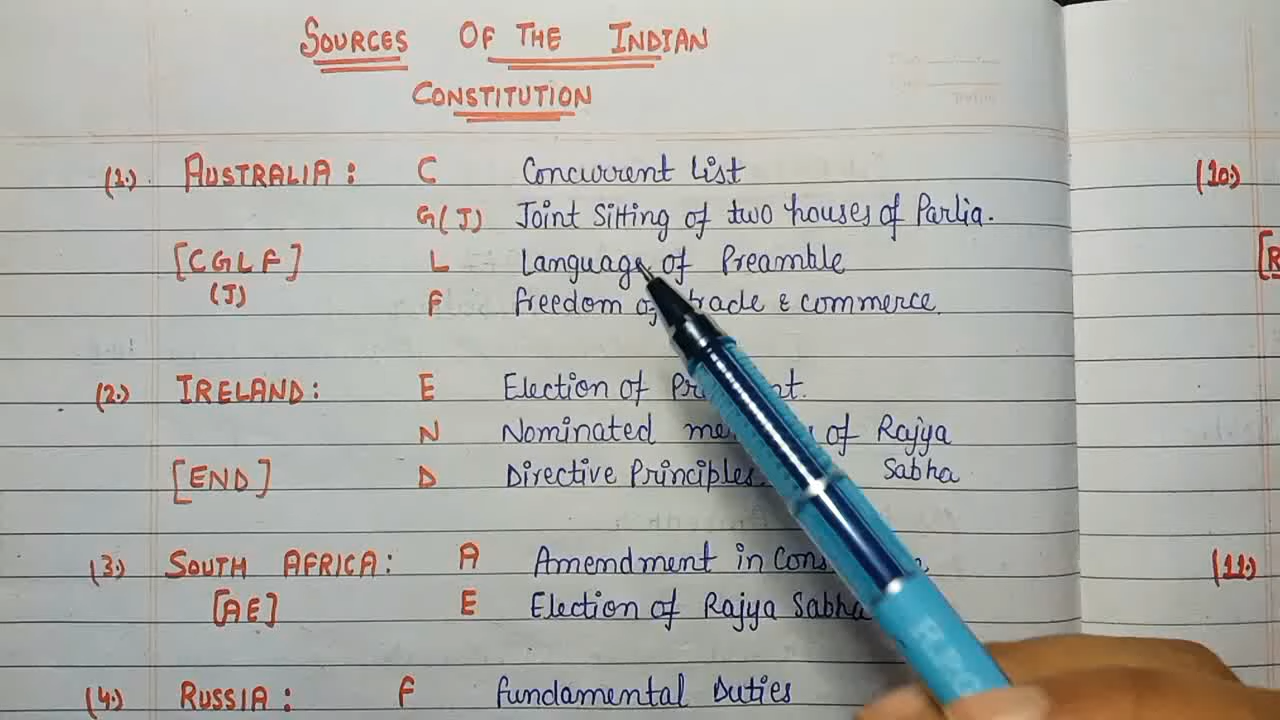 SOURCES OF THE INDIAN
CONSTITUTION
(1.) AUSTRALIA : C Concurrent List
G(J) Joint Sitting of two houses of Parlia.
[CGLF] L Language of Preamble
(J) F freedom of trade & commerce.
(2.) IRELAND : E Election of
N Nominated of Rajya
[END] D Directive Principles. Sabha
(3.) SOUTH AFRICA : A Amendment in
[AE] E Election of Rajya Sabha
(4.) RUSSIA : F fundamental Duties
(10.)
[R
(11.)